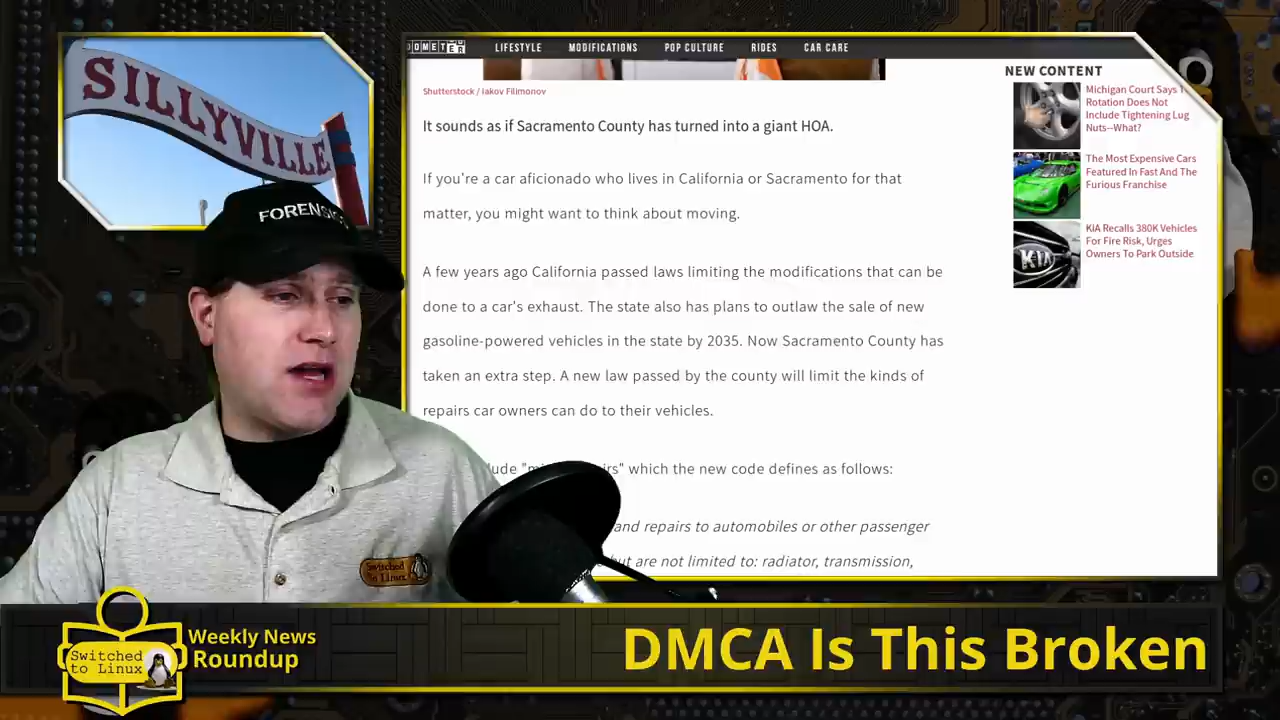 SILLYVILLE
LIFESTYLE
MODIFICATIONS
POP CULTURE
RIDES
CAR CARE
Shutterstock / Iakov Filimonov
It sounds as if Sacramento County has turned into a giant HOA.
If you're a car aficionado who lives in California or Sacramento for that
matter, you might want to think about moving.
A few years ago California passed laws limiting the modifications that can be
done to a car's exhaust. The state also has plans to outlaw the sale of new
gasoline-powered vehicles in the state by 2035. Now Sacramento County has
taken an extra step. A new law passed by the county will limit the kinds of
repairs car owners can do to their vehicles.
which the new code defines as follows:
and repairs to automobiles or other passenger
but are not limited to: radiator, transmission,
NEW CONTENT
Michigan Court Says
Rotation Does Not
Include Tightening Lug
Nuts--What?
The Most Expensive Cars
Featured In Fast And The
Furious Franchise
KIA Recalls 380K Vehicles
For Fire Risk, Urges
Owners To Park Outside
KIA
Switched
To Linux
Switched
to Linux
Weekly News
Roundup
DMCA Is This Broken